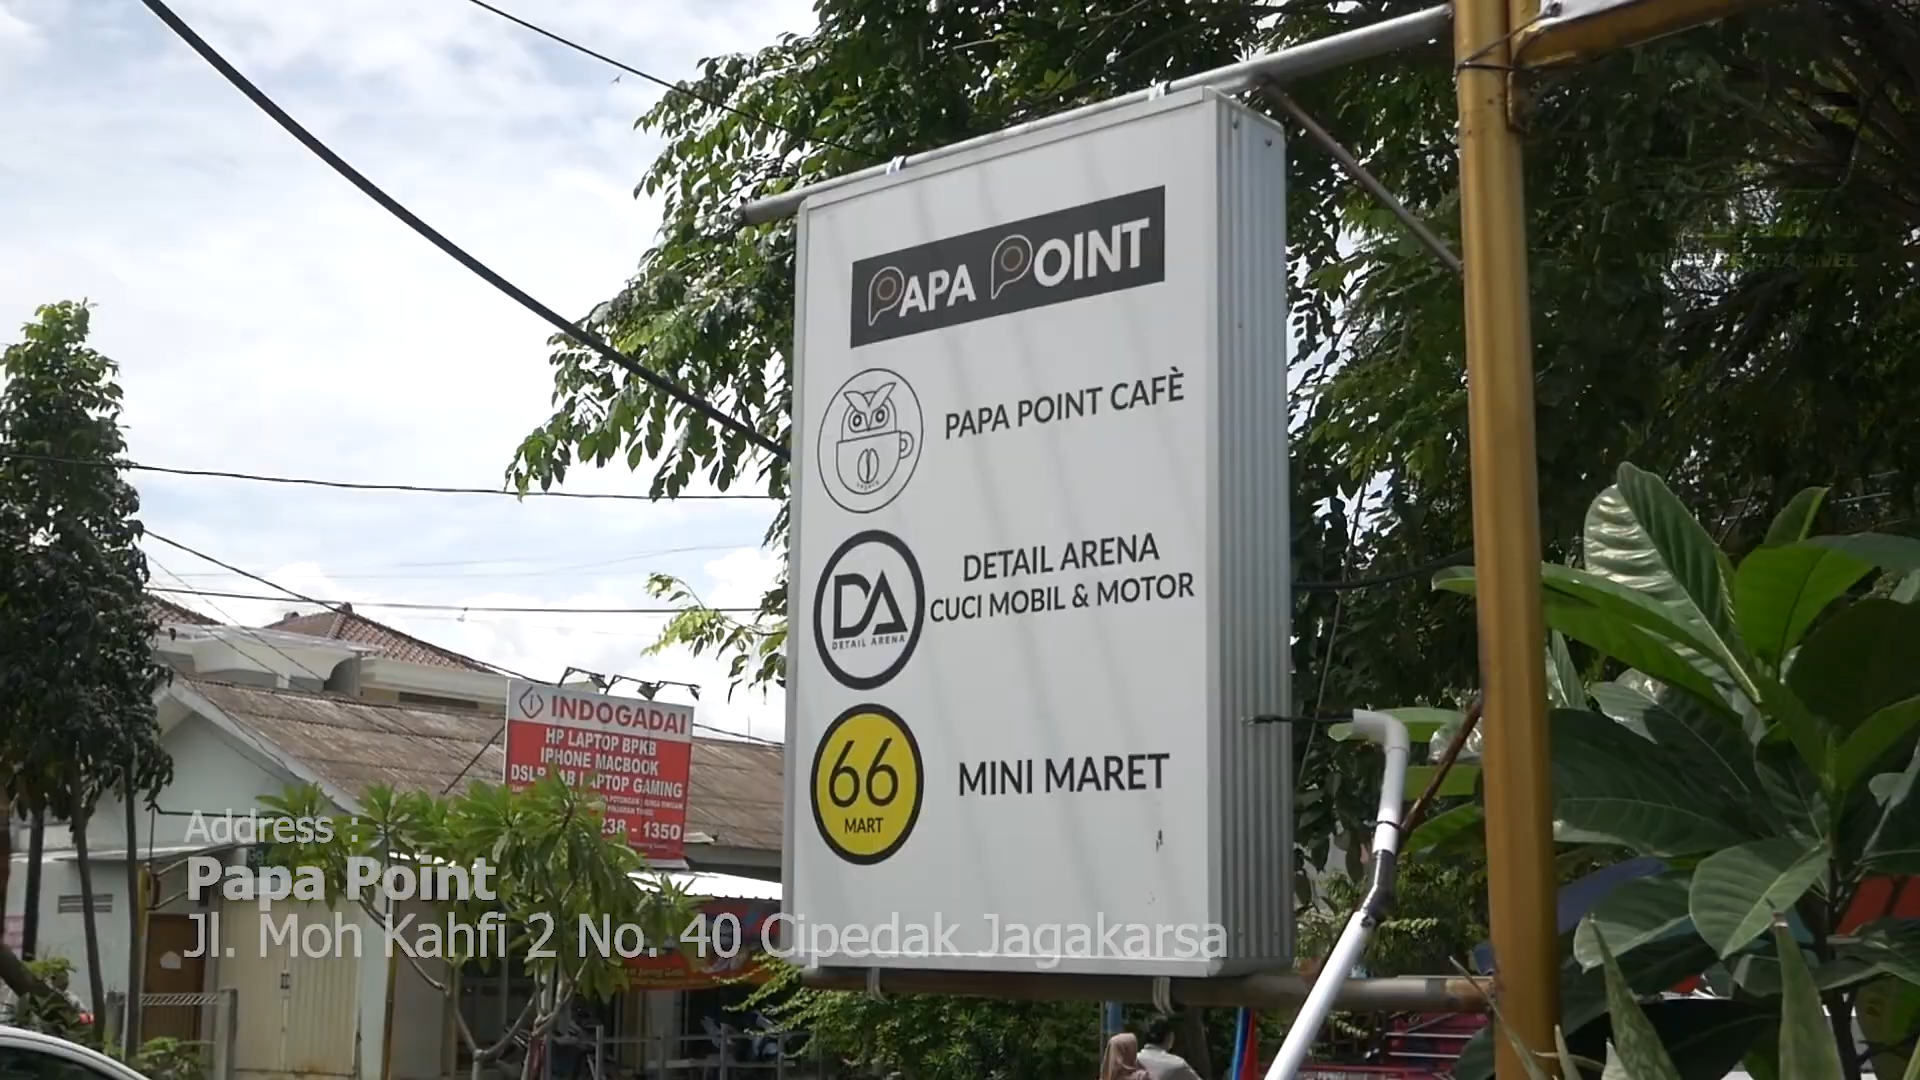 PAPA POINT
PAPA POINT CAFÈ
DETAIL ARENA
CUCI MOBIL & MOTOR
DA
DETAIL ARENA
66
MART
MINI MARET
INDOGADAI
HP LAPTOP BPKB
IPHONE MACBOOK
LAPTOP GAMING
238 - 1350
Address :
Papa Point
Jl. Moh Kahfi 2 No. 40 Cipedak Jagakarsa